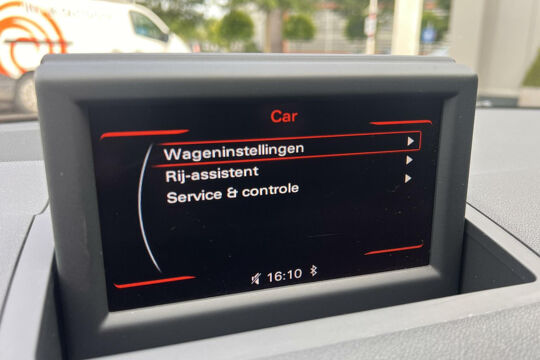 Car
Wageninstellingen
Rij-assistent
Service & controle
16:10